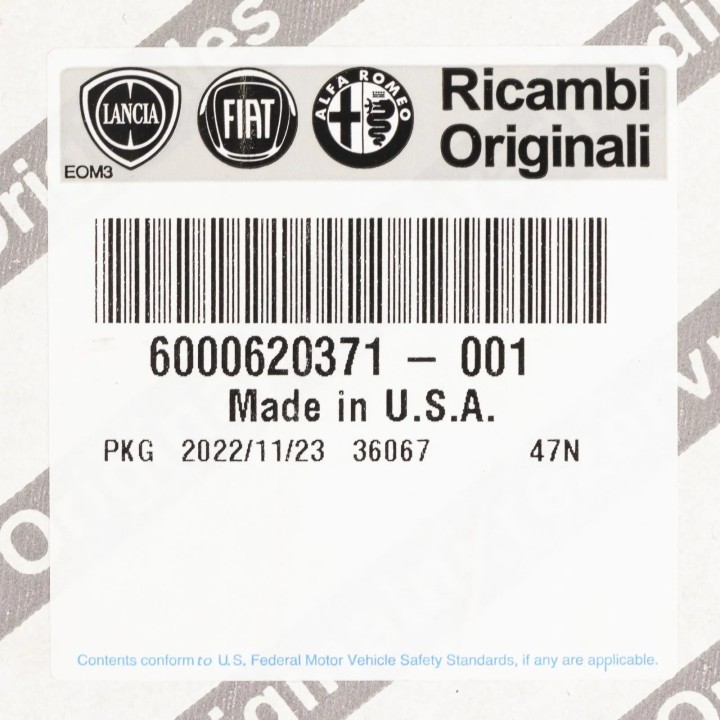 LANCIA
FIAT
ALFA ROMEO
Ricambi
Originali
EOM3
6000620371 - 001
Made in U.S.A.
PKG 2022/11/23 36067 47N
Contents conform to U.S. Federal Motor Vehicle Safety Standards, if any are applicable.